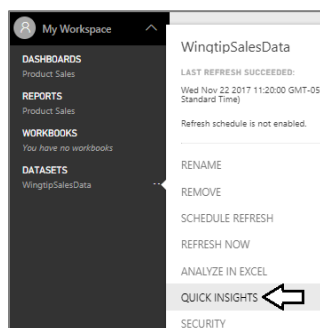 My Workspace
DASHBOARDS
Product Sales
REPORTS
Product Sales
WORKBOOKS
You have no workbooks
DATASETS
WingtipSalesData
WingtipSalesData
LAST REFRESH SUCCEEDED:
Wed Nov 22 2017 11:20:00 GMT-05
Standard Time)
Refresh schedule is not enabled.
RENAME
REMOVE
SCHEDULE REFRESH
REFRESH NOW
ANALYZE IN EXCEL
QUICK INSIGHTS
SECURITY